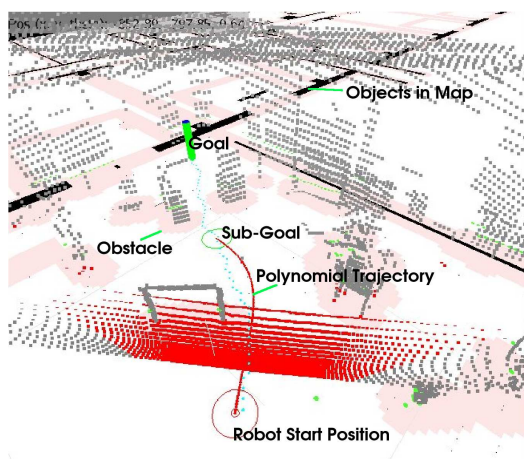 Objects in Map
Goal
Sub-Goal
Obstacle
Polynomial Trajectory
Robot Start Position